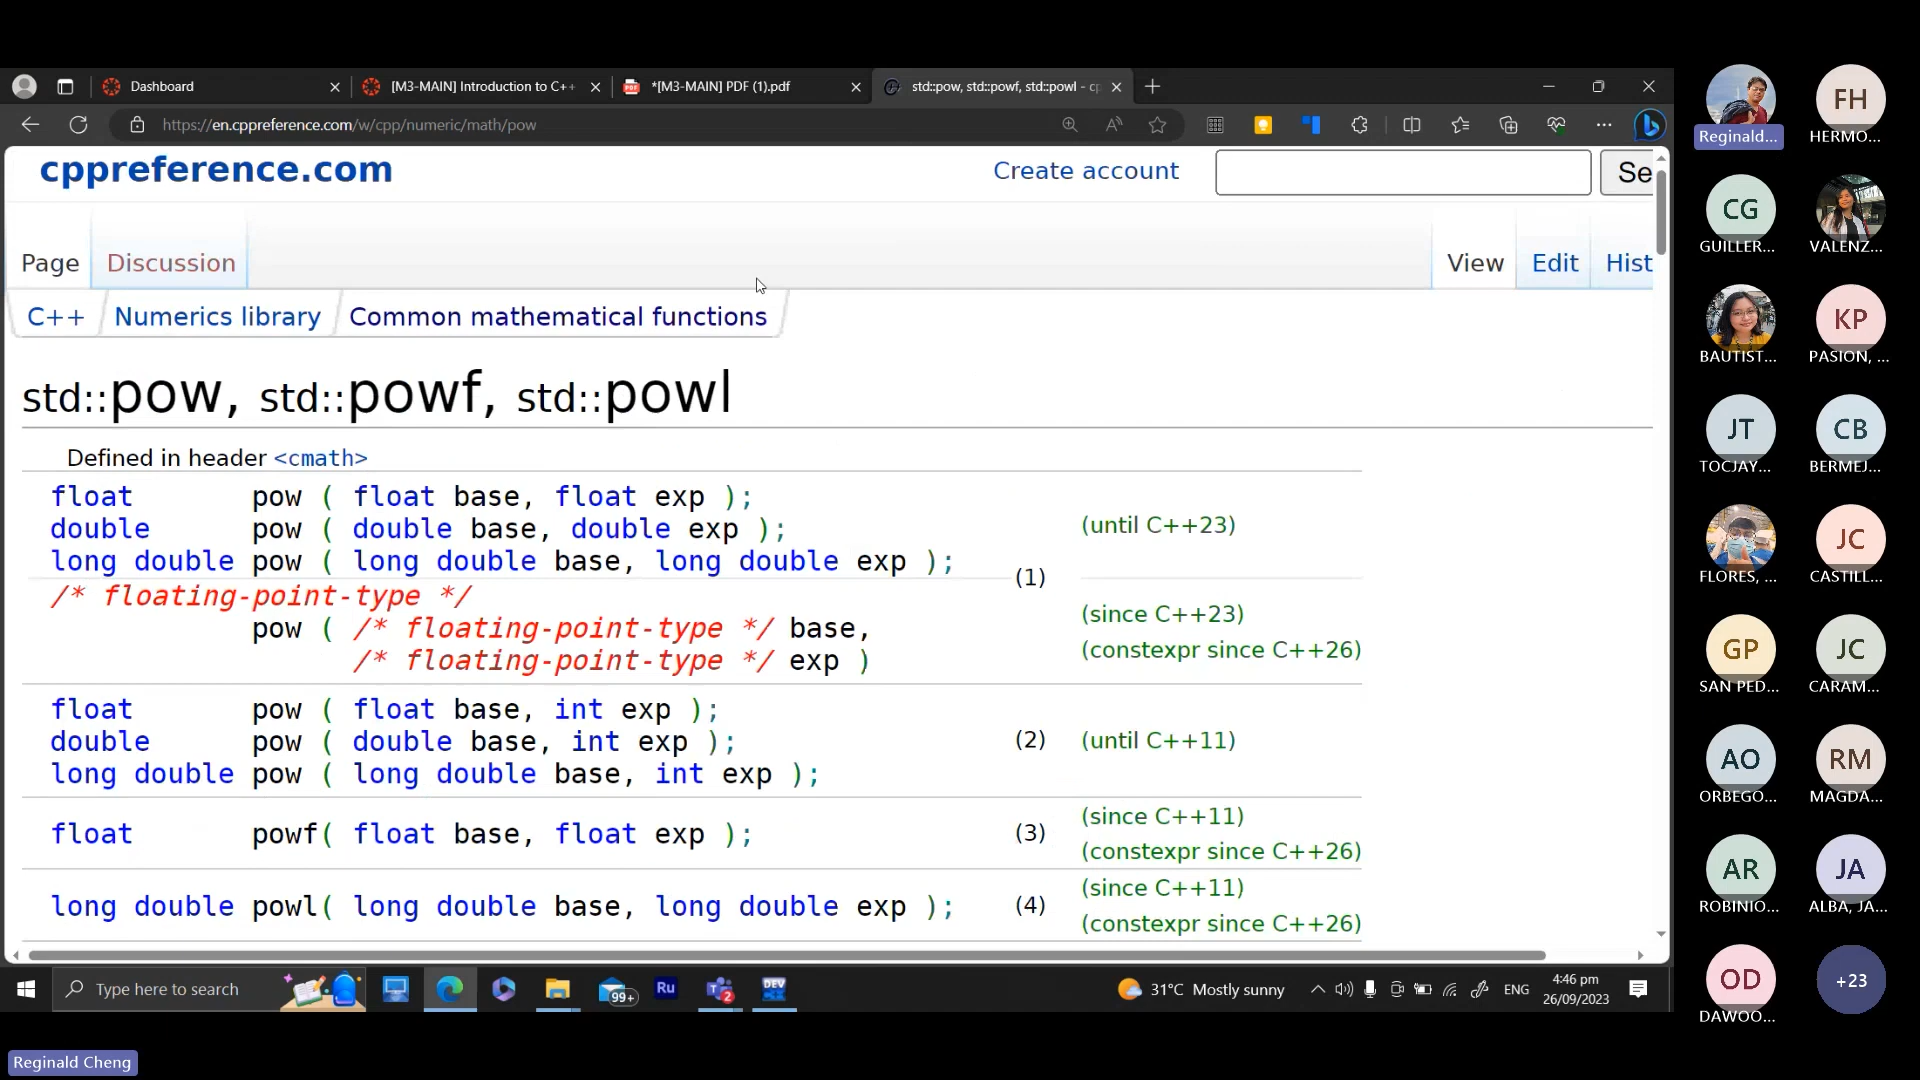 Dashboard
[M3-MAIN] Introduction to C++
*[M3-MAIN] PDF (1).pdf
std::pow, std::powf, std::powl - cp
https://en.cppreference.com/w/cpp/numeric/math/pow
cppreference.com
Create account
Se
Page
Discussion
View
Edit
Hist
C++
Numerics library
Common mathematical functions
std::pow, std::powf, std::powl
Defined in header <cmath>
float pow ( float base, float exp );
double pow ( double base, double exp );
long double pow ( long double base, long double exp );
(until C++23)
(1)
/* floating-point-type */
pow ( /* floating-point-type */ base,
/* floating-point-type */ exp )
(since C++23)
(constexpr since C++26)
float pow ( float base, int exp );
double pow ( double base, int exp );
long double pow ( long double base, int exp );
(2)
(until C++11)
float powf( float base, float exp );
(3)
(since C++11)
(constexpr since C++26)
long double powl( long double base, long double exp );
(4)
(since C++11)
(constexpr since C++26)
Type here to search
99+
Ru
2
DEV
31°C Mostly sunny
ENG
4:46 pm
26/09/2023
Reginald Cheng
Reginald...
FH
HERMO...
CG
GUILLER...
VALENZ...
BAUTIST...
KP
PASION, ...
JT
TOCJAY...
CB
BERMEJ...
FLORES, ...
JC
CASTILL...
GP
SAN PED...
JC
CARAM...
AO
ORBEGO...
RM
MAGDA...
AR
ROBINIO...
JA
ALBA, JA...
OD
DAWOO...
+23